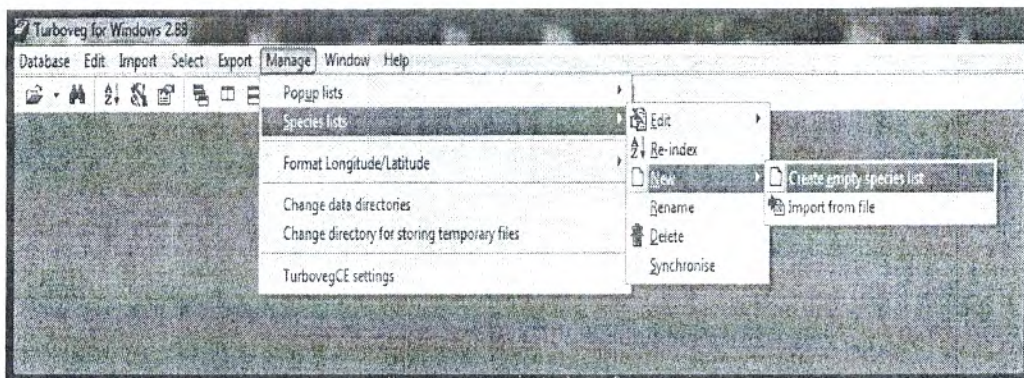 Turboveg for Windows 2.88
Database Edit Import Select Export Manage Window Help
Popup lists
Species lists
Format Longitude/Latitude
Change data directories
Change directory for storing temporary files
TurbovegCE settings
Edit
Re-index
New
Rename
Delete
Synchronise
Create empty species list
Import from file